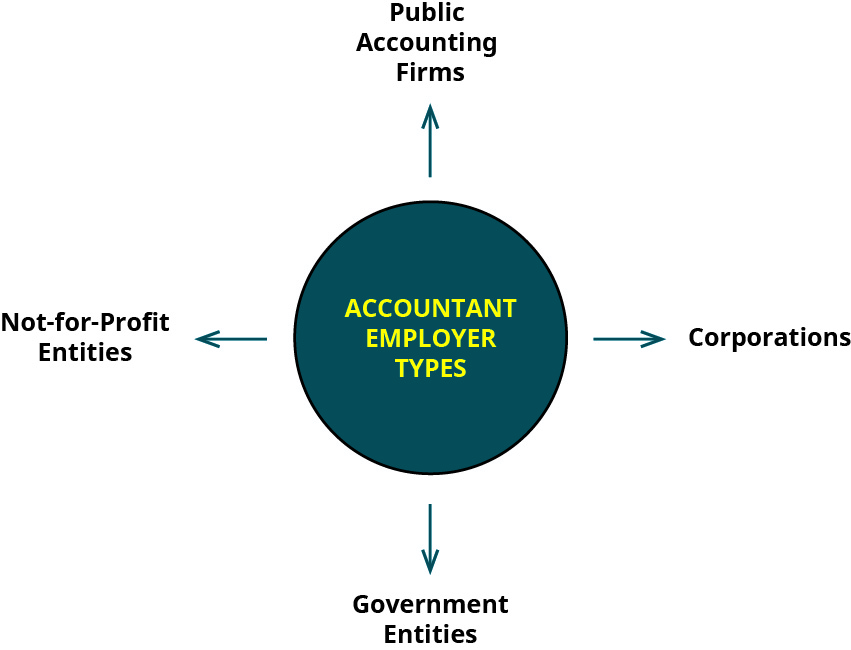 Public
Accounting
Firms
Not-for-Profit
Entities
ACCOUNTANT
EMPLOYER
TYPES
Corporations
Government
Entities